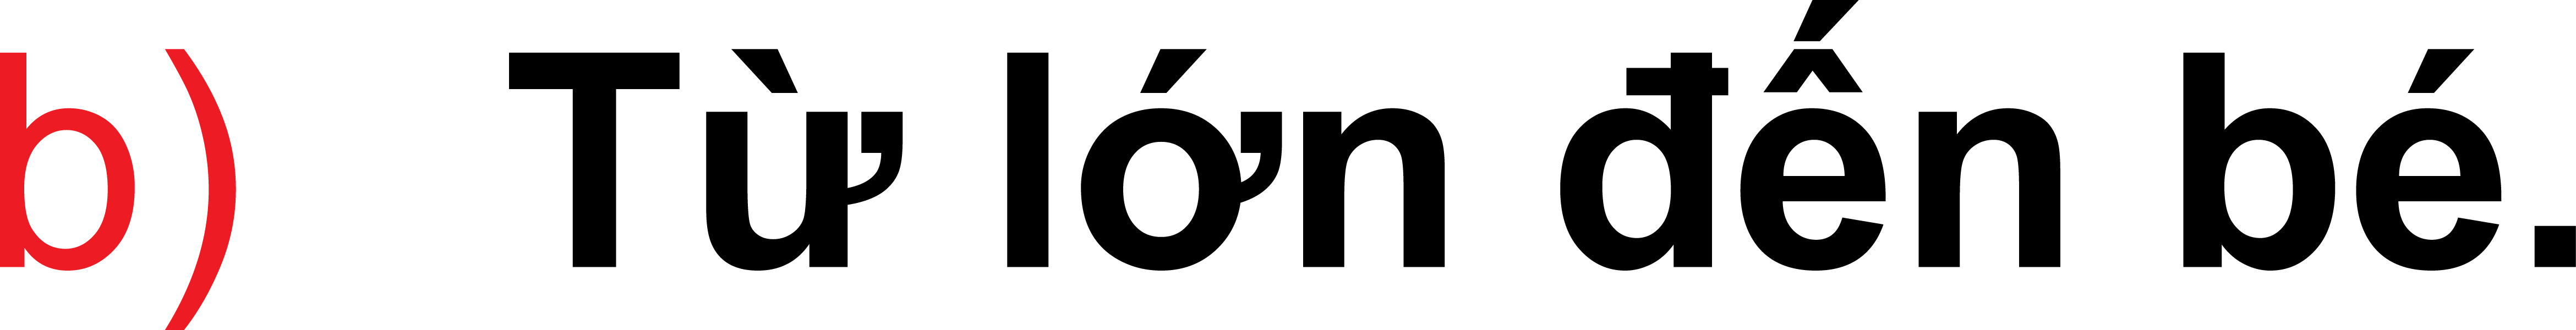 b) Từ lớn đến bé.